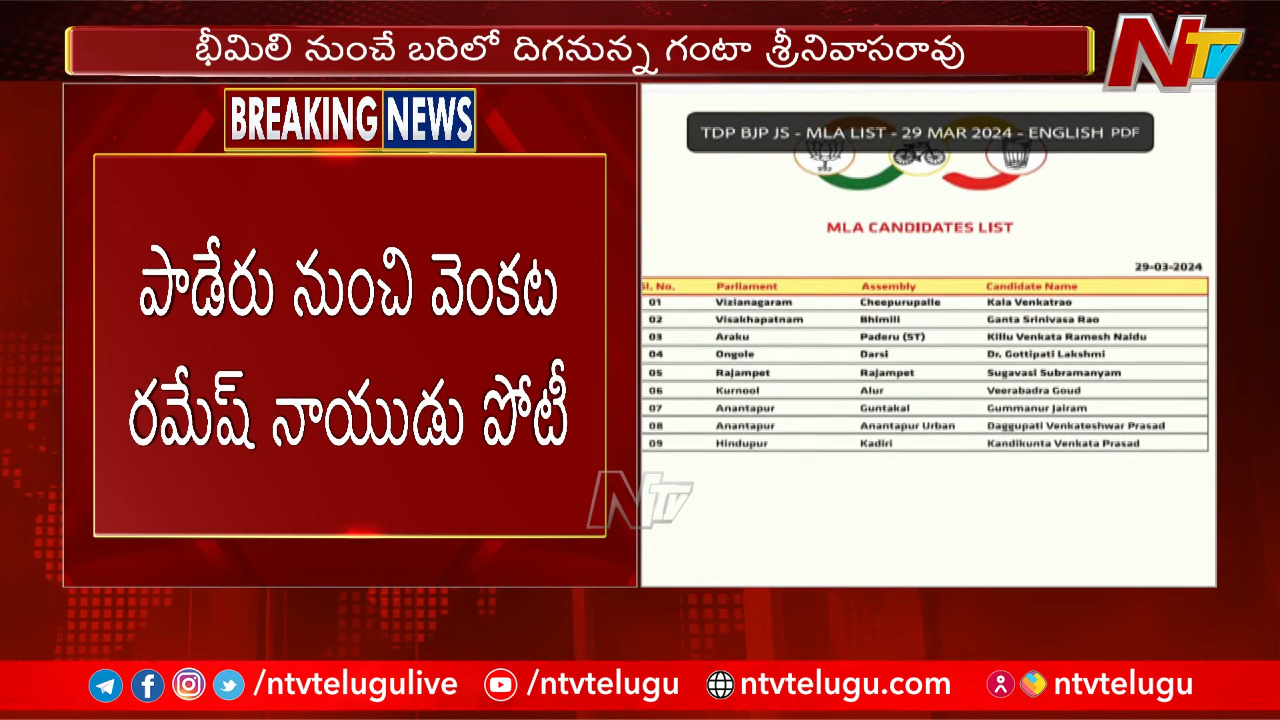 భీమిలి నుంచే బరిలో దిగనున్న గంటా శ్రీనివాసరావు
NTV
BREAKING NEWS
పాడేరు నుంచి వెంకట
రమేష్ నాయుడు పోటీ
TDP BJP JS - MLA LIST - 29 MAR 2024 - ENGLISH PDF
MLA CANDIDATES LIST
29-03-2024
Sl. No. Parliament Assembly Candidate Name
01 Vizianagaram Cheepurupalle Kala Venkatrao
02 Visakhapatnam Bhimili Ganta Srinivasa Rao
03 Araku Paderu (ST) Killu Venkata Ramesh Naidu
04 Ongole Darsi Dr. Gottipati Lakshmi
05 Rajampet Rajampet Sugavasi Subramanyam
06 Kurnool Alur Veerabadra Goud
07 Anantapur Guntakal Gummanur Jairam
08 Anantapur Anantapur Urban Daggupati Venkateshwar Prasad
09 Hindupur Kadiri Kandikunta Venkata Prasad
NTV
/ntvtelugulive /ntvtelugu ntvtelugu.com ntvtelugu